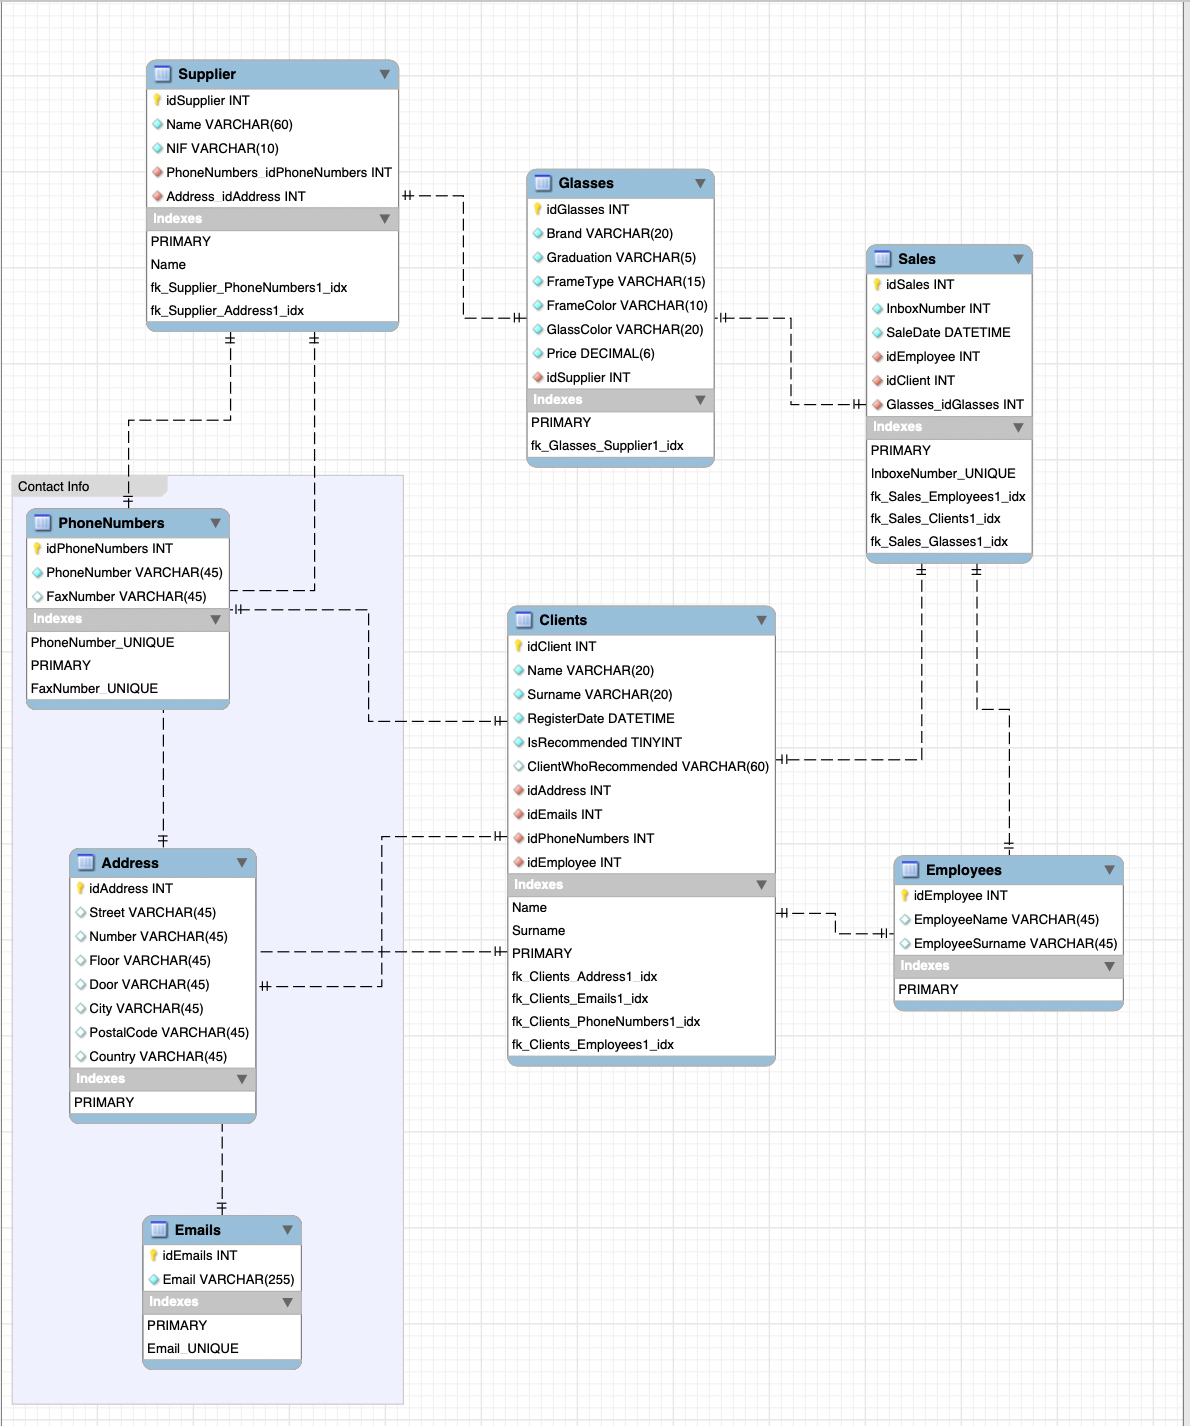 Supplier
idSupplier INT
Name VARCHAR(60)
NIF VARCHAR(10)
PhoneNumbers_idPhoneNumbers INT
Address_idAddress INT
Indexes
PRIMARY
Name
fk_Supplier_PhoneNumbers1_idx
fk_Supplier_Address1_idx
Glasses
idGlasses INT
Brand VARCHAR(20)
Graduation VARCHAR(5)
FrameType VARCHAR(15)
FrameColor VARCHAR(10)
GlassColor VARCHAR(20)
Price DECIMAL(6)
idSupplier INT
Indexes
PRIMARY
fk_Glasses_Supplier1_idx
Sales
idSales INT
InboxNumber INT
SaleDate DATETIME
idEmployee INT
idClient INT
Glasses_idGlasses INT
Indexes
PRIMARY
InboxeNumber_UNIQUE
fk_Sales_Employees1_idx
fk_Sales_Clients1_idx
fk_Sales_Glasses1_idx
Contact Info
PhoneNumbers
idPhoneNumbers INT
PhoneNumber VARCHAR(45)
FaxNumber VARCHAR(45)
Indexes
PhoneNumber_UNIQUE
PRIMARY
FaxNumber_UNIQUE
Clients
idClient INT
Name VARCHAR(20)
Surname VARCHAR(20)
RegisterDate DATETIME
IsRecommended TINYINT
ClientWhoRecommended VARCHAR(60)
idAddress INT
idEmails INT
idPhoneNumbers INT
idEmployee INT
Indexes
Name
Surname
PRIMARY
fk_Clients_Address1_idx
fk_Clients_Emails1_idx
fk_Clients_PhoneNumbers1_idx
fk_Clients_Employees1_idx
Address
idAddress INT
Street VARCHAR(45)
Number VARCHAR(45)
Floor VARCHAR(45)
Door VARCHAR(45)
City VARCHAR(45)
PostalCode VARCHAR(45)
Country VARCHAR(45)
Indexes
PRIMARY
Employees
idEmployee INT
EmployeeName VARCHAR(45)
EmployeeSurname VARCHAR(45)
Indexes
PRIMARY
Emails
idEmails INT
Email VARCHAR(255)
Indexes
PRIMARY
Email_UNIQUE